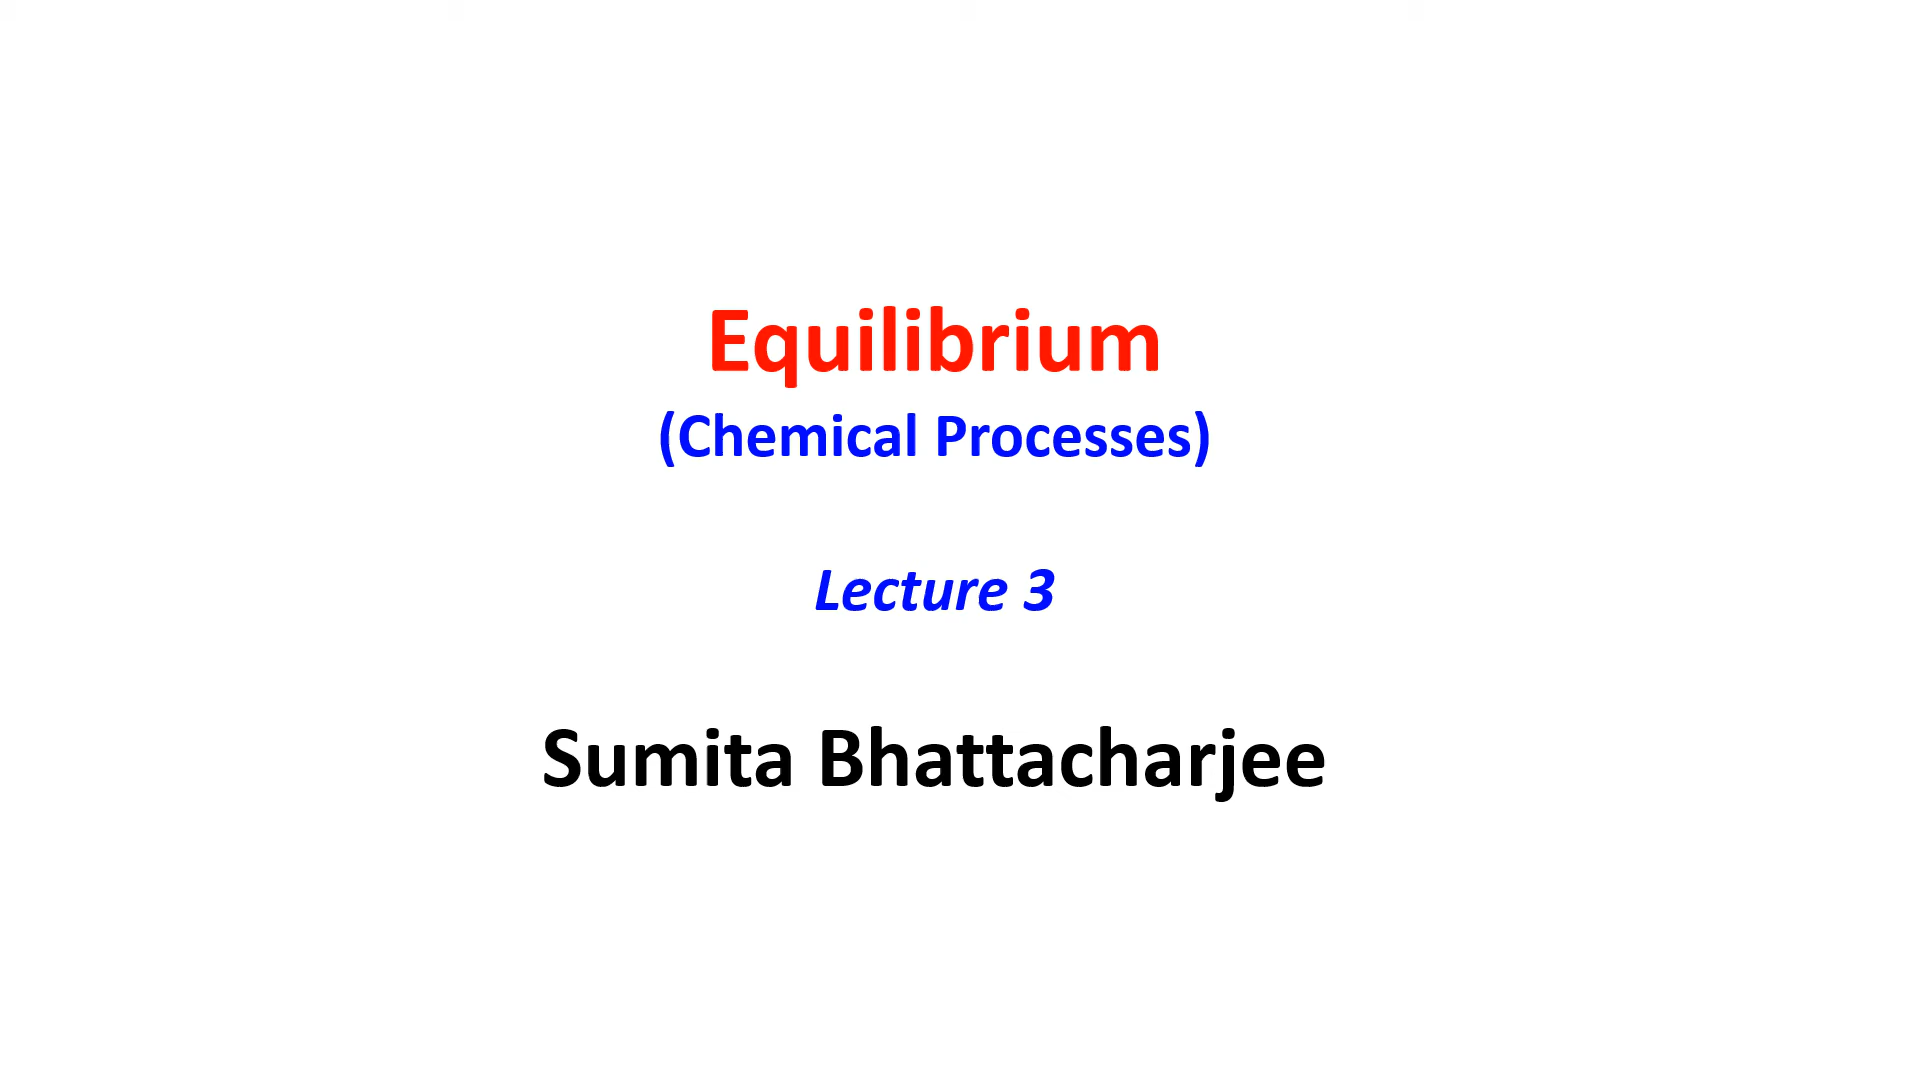 Equilibrium
(Chemical Processes)
Lecture 3
Sumita Bhattacharjee